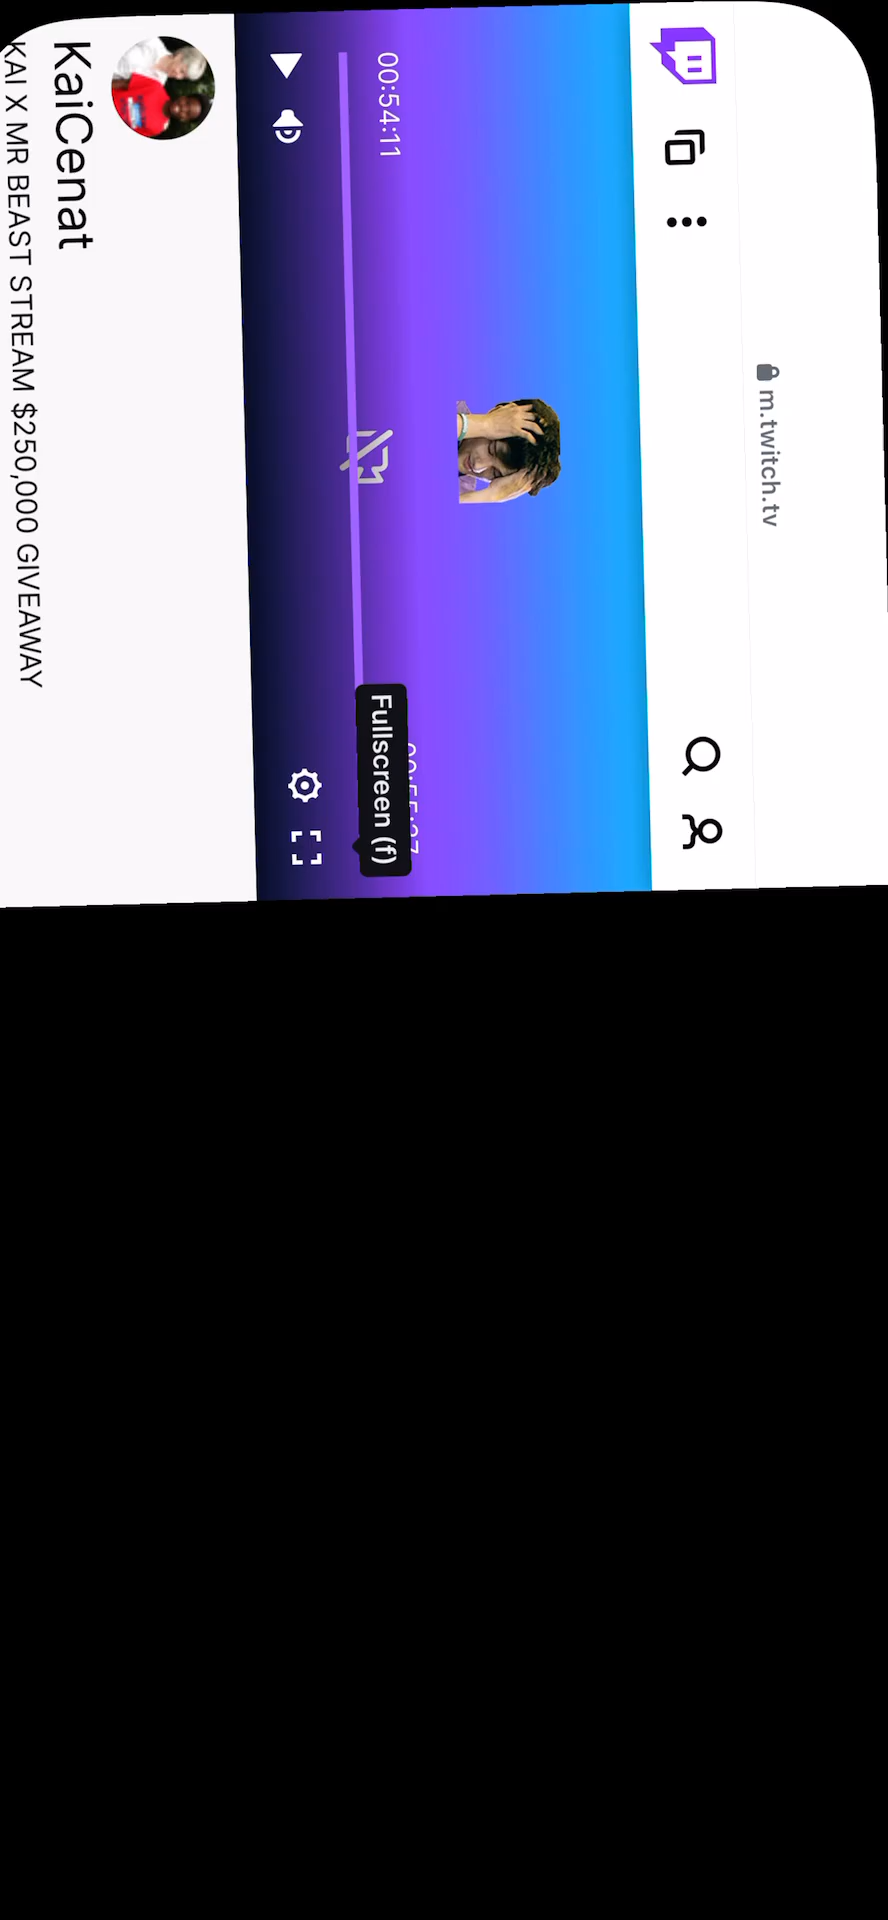 m.twitch.tv
00:54:11
Fullscreen (f)
KaiCenat
KAI X MR BEAST STREAM $250,000 GIVEAWAY